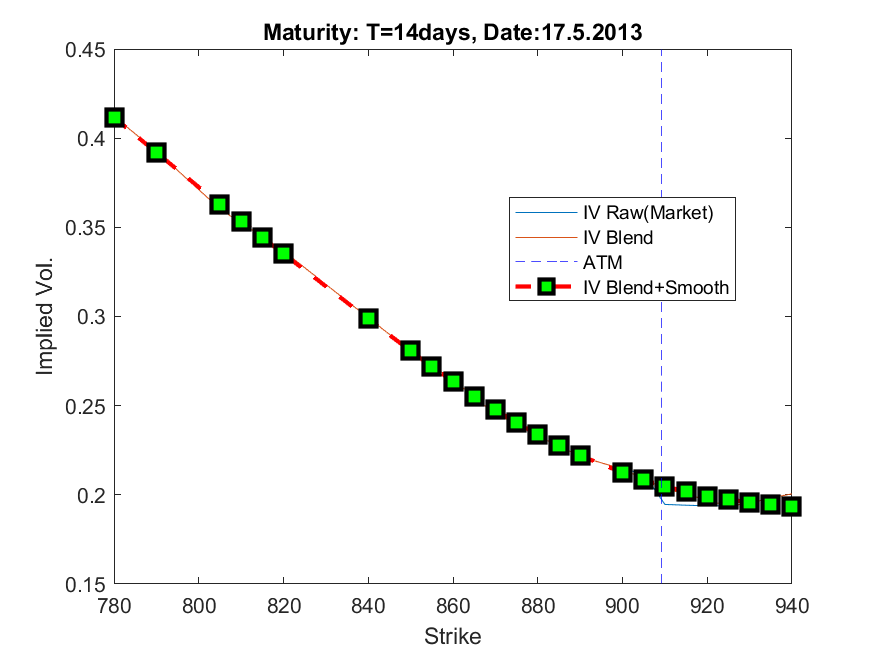 Maturity: T=14days, Date:17.5.2013
0.45
0.4
0.35
0.3
0.25
0.2
0.15
Implied Vol.
IV Raw(Market)
IV Blend
ATM
IV Blend+Smooth
780 800 820 840 860 880 900 920 940
Strike